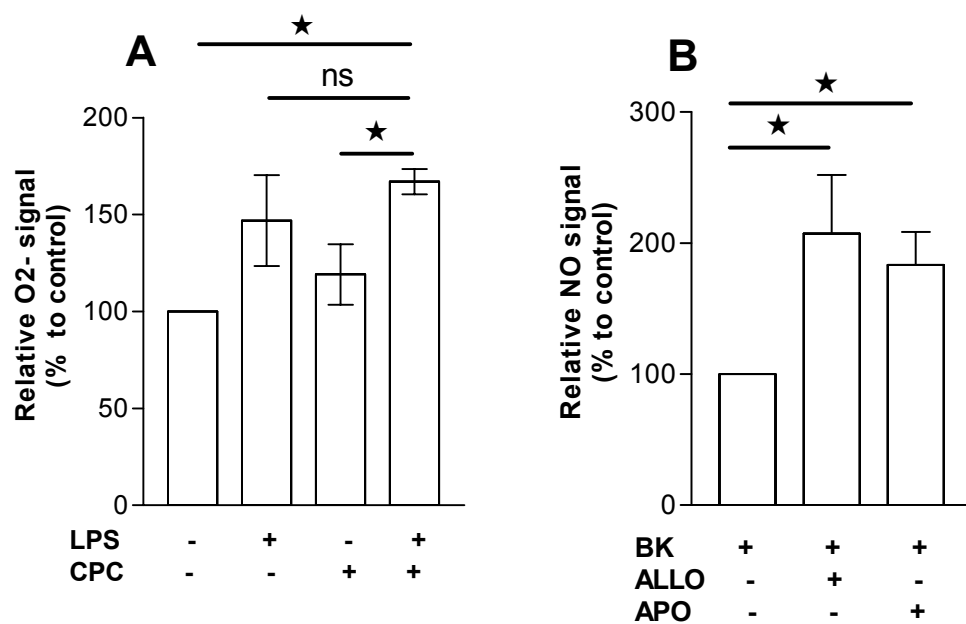 A
★
ns
★
Relative O2- signal
(% to control)
200
150
100
50
0
LPS - + - +
CPC - - + +
B
★
★
Relative NO signal
(% to control)
300
200
100
0
BK + + +
ALLO - + -
APO - - +